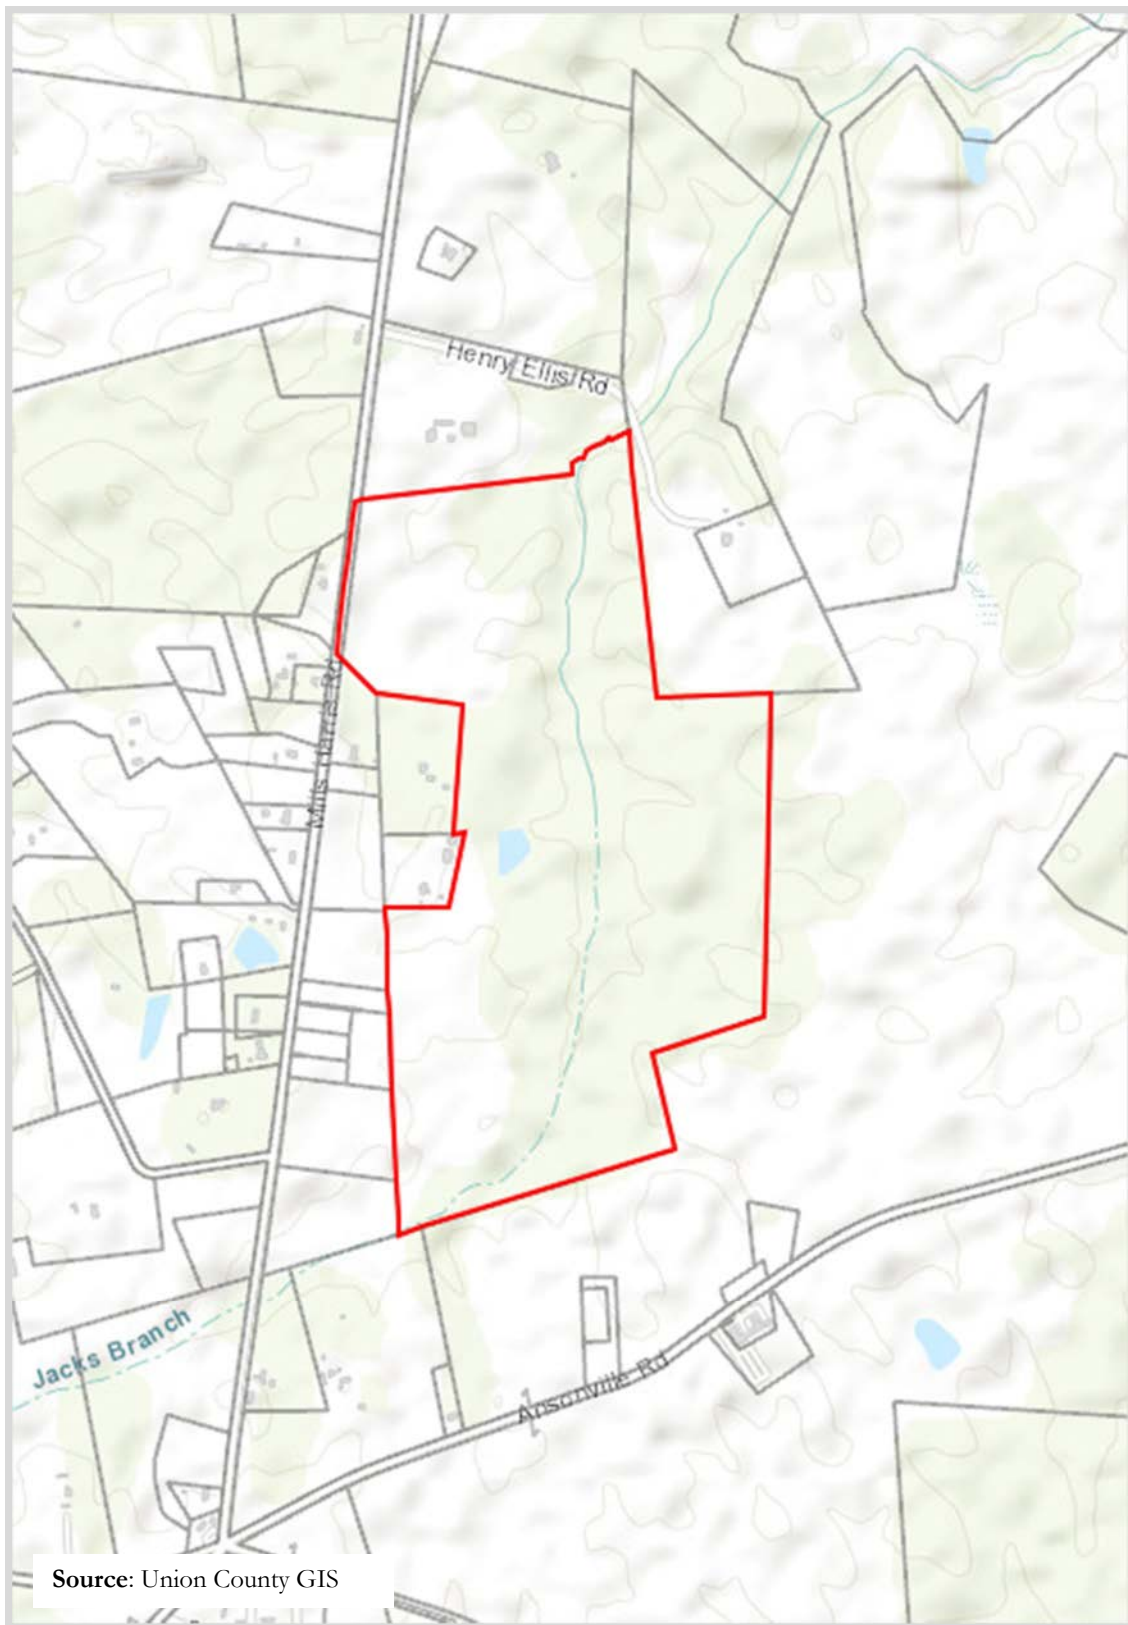 Henry Ellis Rd
Mills Harris Rd
Jacks Branch
Ansonville Rd
Source: Union County GIS